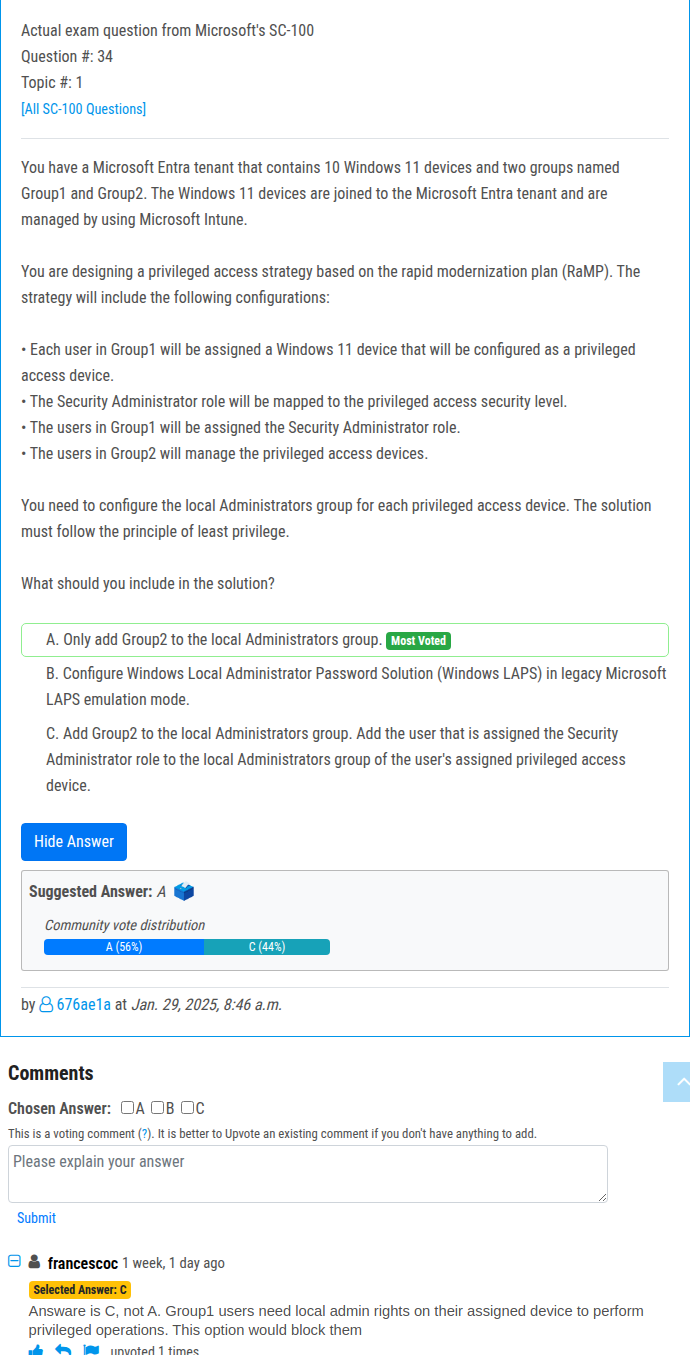 Actual exam question from Microsoft's SC-100
Question #: 34
Topic #: 1
[All SC-100 Questions]
You have a Microsoft Entra tenant that contains 10 Windows 11 devices and two groups named
Group1 and Group2. The Windows 11 devices are joined to the Microsoft Entra tenant and are
managed by using Microsoft Intune.
You are designing a privileged access strategy based on the rapid modernization plan (RaMP). The
strategy will include the following configurations:
• Each user in Group1 will be assigned a Windows 11 device that will be configured as a privileged
access device.
• The Security Administrator role will be mapped to the privileged access security level.
• The users in Group1 will be assigned the Security Administrator role.
• The users in Group2 will manage the privileged access devices.
You need to configure the local Administrators group for each privileged access device. The solution
must follow the principle of least privilege.
What should you include in the solution?
A. Only add Group2 to the local Administrators group. Most Voted
B. Configure Windows Local Administrator Password Solution (Windows LAPS) in legacy Microsoft
LAPS emulation mode.
C. Add Group2 to the local Administrators group. Add the user that is assigned the Security
Administrator role to the local Administrators group of the user's assigned privileged access
device.
Hide Answer
Suggested Answer: A
Community vote distribution
A (56%) C (44%)
by 676ae1a at Jan. 29, 2025, 8:46 a.m.
Comments
Chosen Answer: A B C
This is a voting comment (?). It is better to Upvote an existing comment if you don't have anything to add.
Please explain your answer
Submit
francescoc 1 week, 1 day ago
Selected Answer: C
Answare is C, not A. Group1 users need local admin rights on their assigned device to perform
privileged operations. This option would block them
upvoted 1 times